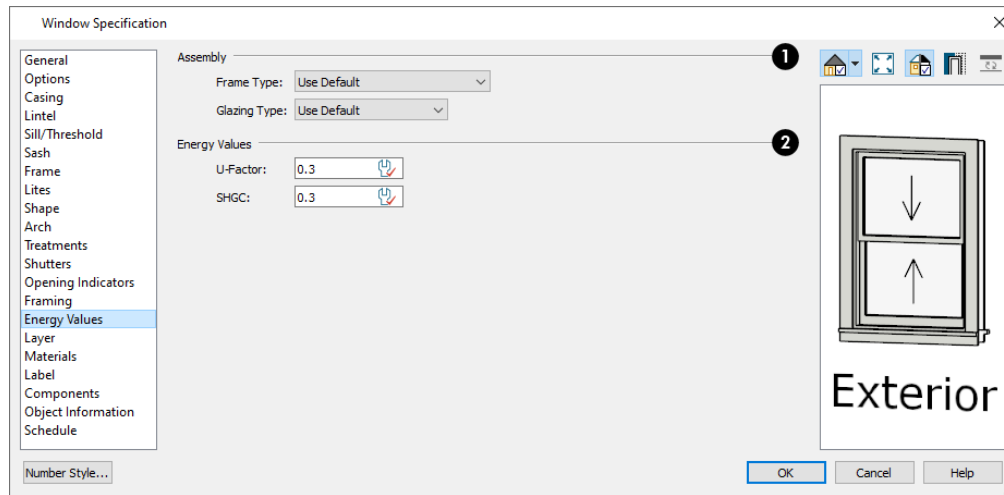 Window Specification
General
Options
Casing
Lintel
Sill/Threshold
Sash
Frame
Lites
Shape
Arch
Treatments
Shutters
Opening Indicators
Framing
Energy Values
Layer
Materials
Label
Components
Object Information
Schedule
Assembly 1
Frame Type: Use Default
Glazing Type: Use Default
Energy Values 2
U-Factor: 0.3
SHGC: 0.3
Exterior
Number Style... OK Cancel Help